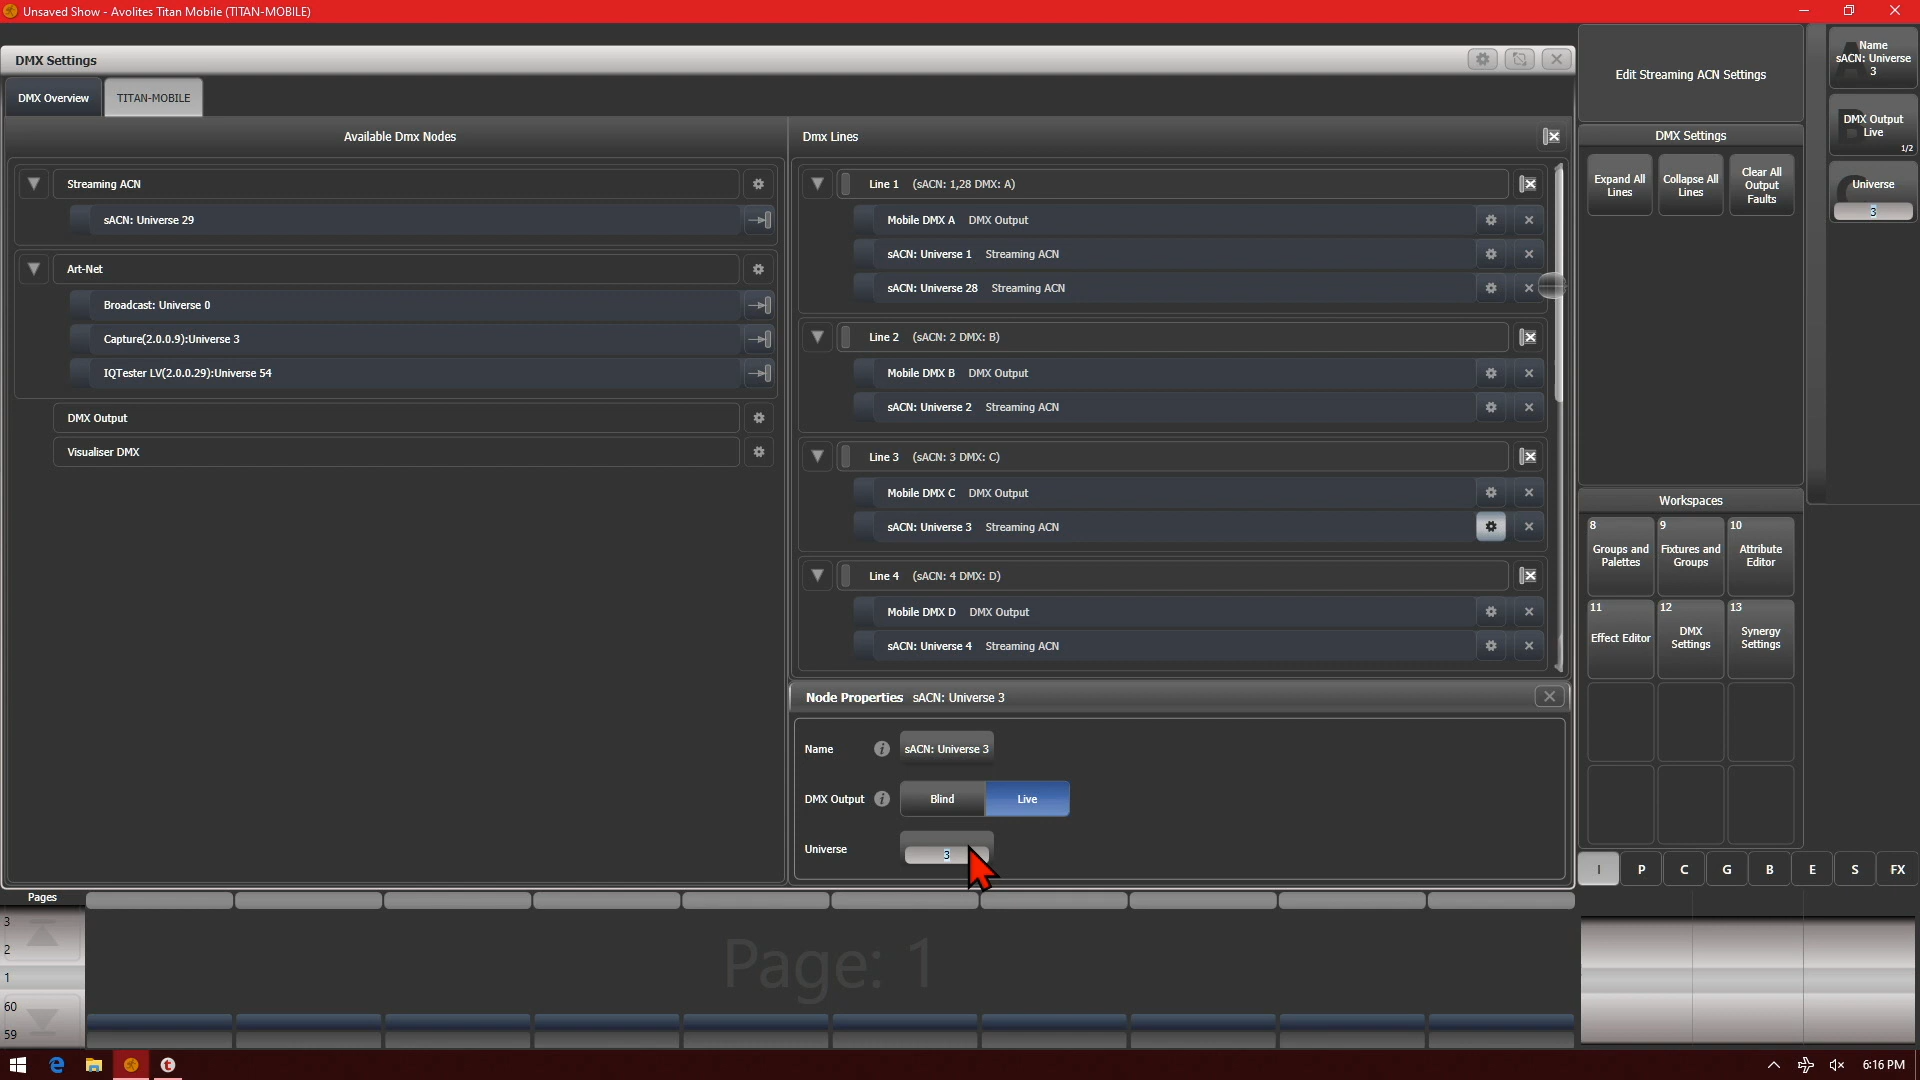 Unsaved Show - Avolites Titan Mobile (TITAN-MOBILE)
DMX Settings
DMX Overview
TITAN-MOBILE
Available Dmx Nodes
Streaming ACN
sACN: Universe 29
Art-Net
Broadcast: Universe 0
Capture(2.0.0.9):Universe 3
IQTester LV(2.0.0.29):Universe 54
DMX Output
Visualiser DMX
Dmx Lines
Line 1 (sACN: 1,28 DMX: A)
Mobile DMX A DMX Output
sACN: Universe 1 Streaming ACN
sACN: Universe 28 Streaming ACN
Line 2 (sACN: 2 DMX: B)
Mobile DMX B DMX Output
sACN: Universe 2 Streaming ACN
Line 3 (sACN: 3 DMX: C)
Mobile DMX C DMX Output
sACN: Universe 3 Streaming ACN
Line 4 (sACN: 4 DMX: D)
Mobile DMX D DMX Output
sACN: Universe 4 Streaming ACN
Node Properties sACN: Universe 3
Name
sACN: Universe 3
DMX Output
Blind
Live
Universe
3
Edit Streaming ACN Settings
DMX Settings
Expand All
Lines
Collapse All
Lines
Clear All
Output
Faults
A
Name
sACN: Universe
3
B
DMX Output
Live
1/2
C
Universe
3
Workspaces
8
Groups and
Palettes
9
Fixtures and
Groups
10
Attribute
Editor
11
Effect Editor
12
DMX
Settings
13
Synergy
Settings
I
P
C
G
B
E
S
FX
Pages
3
2
1
60
59
Page: 1
6:16 PM